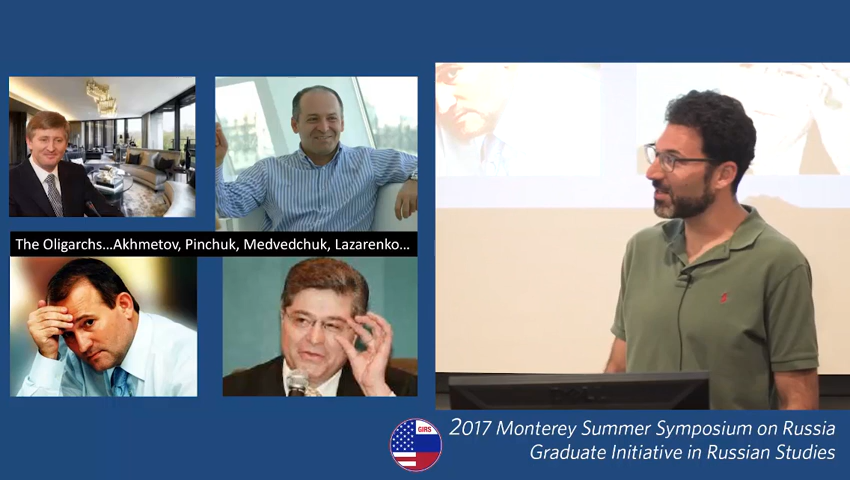 The Oligarchs...Akhmetov, Pinchuk, Medvedchuk, Lazarenko...
GIRS
2017 Monterey Summer Symposium on Russia
Graduate Initiative in Russian Studies